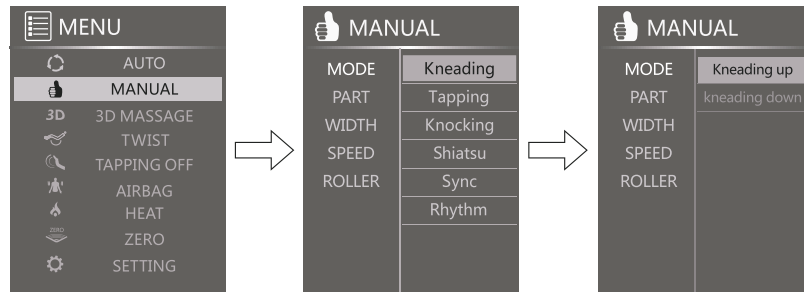 MENU
AUTO
MANUAL
3D 3D MASSAGE
TWIST
TAPPING OFF
AIRBAG
HEAT
ZERO ZERO
SETTING
MANUAL
MODE Kneading
PART Tapping
WIDTH Knocking
SPEED Shiatsu
ROLLER Sync
Rhythm
MANUAL
MODE Kneading up
PART kneading down
WIDTH
SPEED
ROLLER